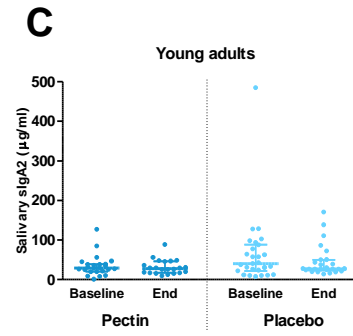 C
Young adults
Salivary sIgA2 (µg/ml)
500
400
300
200
100
0
Baseline End Baseline End
Pectin Placebo